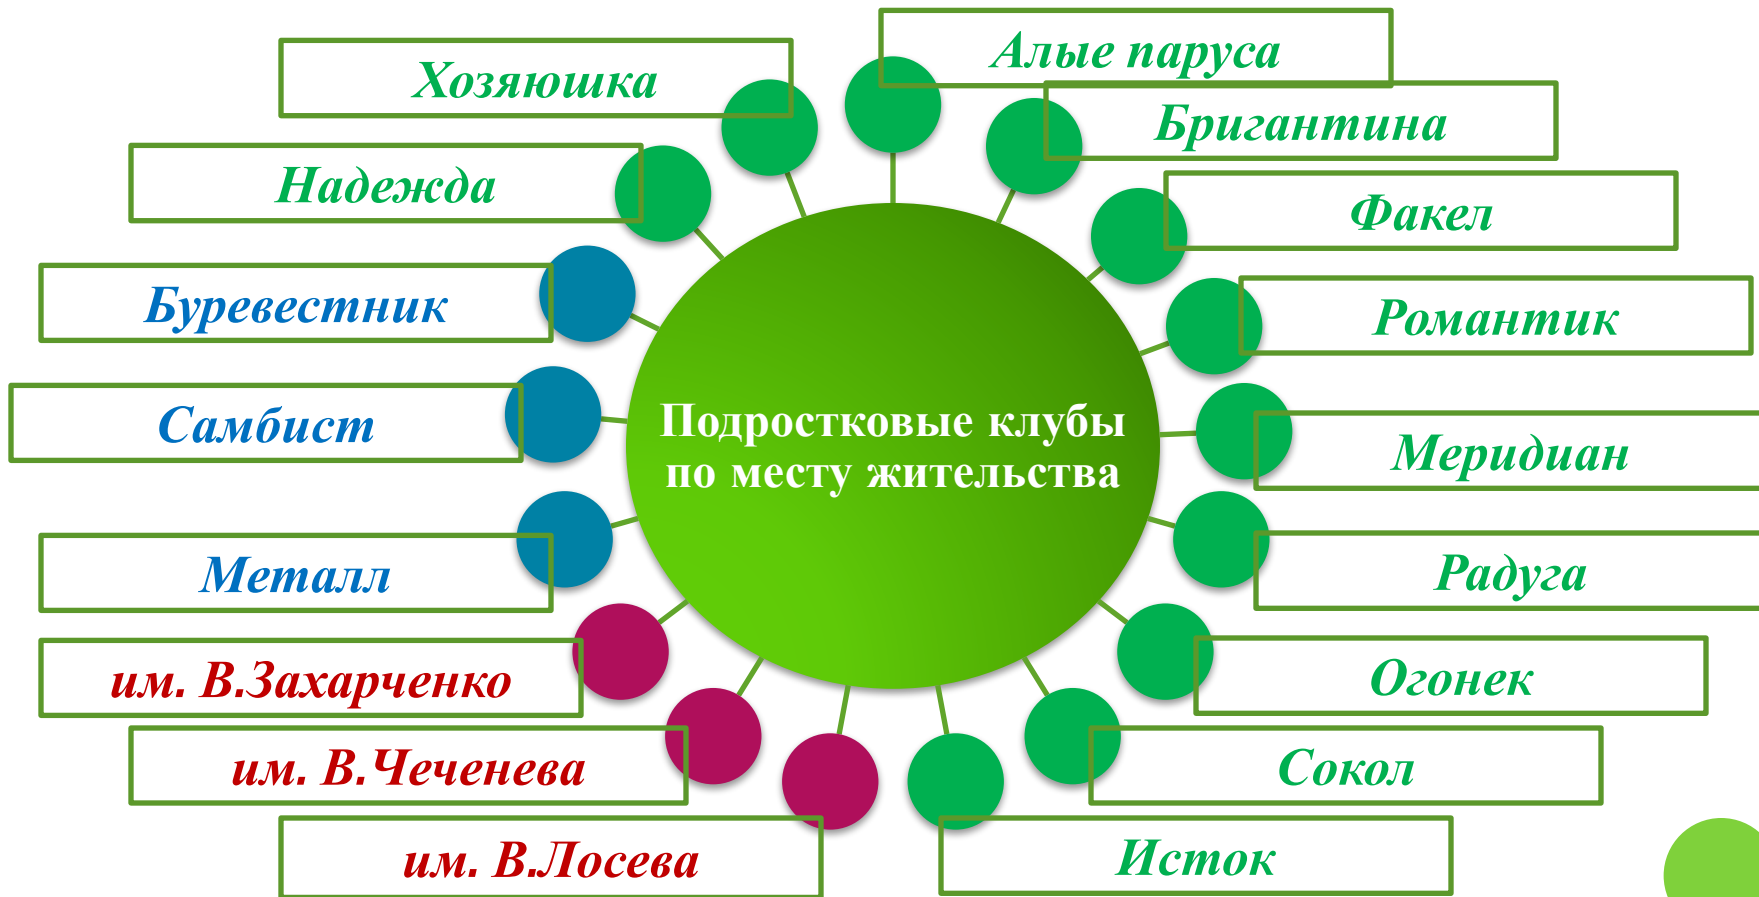 Алые паруса
Хозяюшка
Бригантина
Надежда
Факел
Буревестник
Романтик
Самбист
Подростковые клубы
по месту жительства
Меридиан
Металл
Радуга
им. В.Захарченко
Огонек
им. В.Чеченева
Сокол
им. В.Лосева
Исток